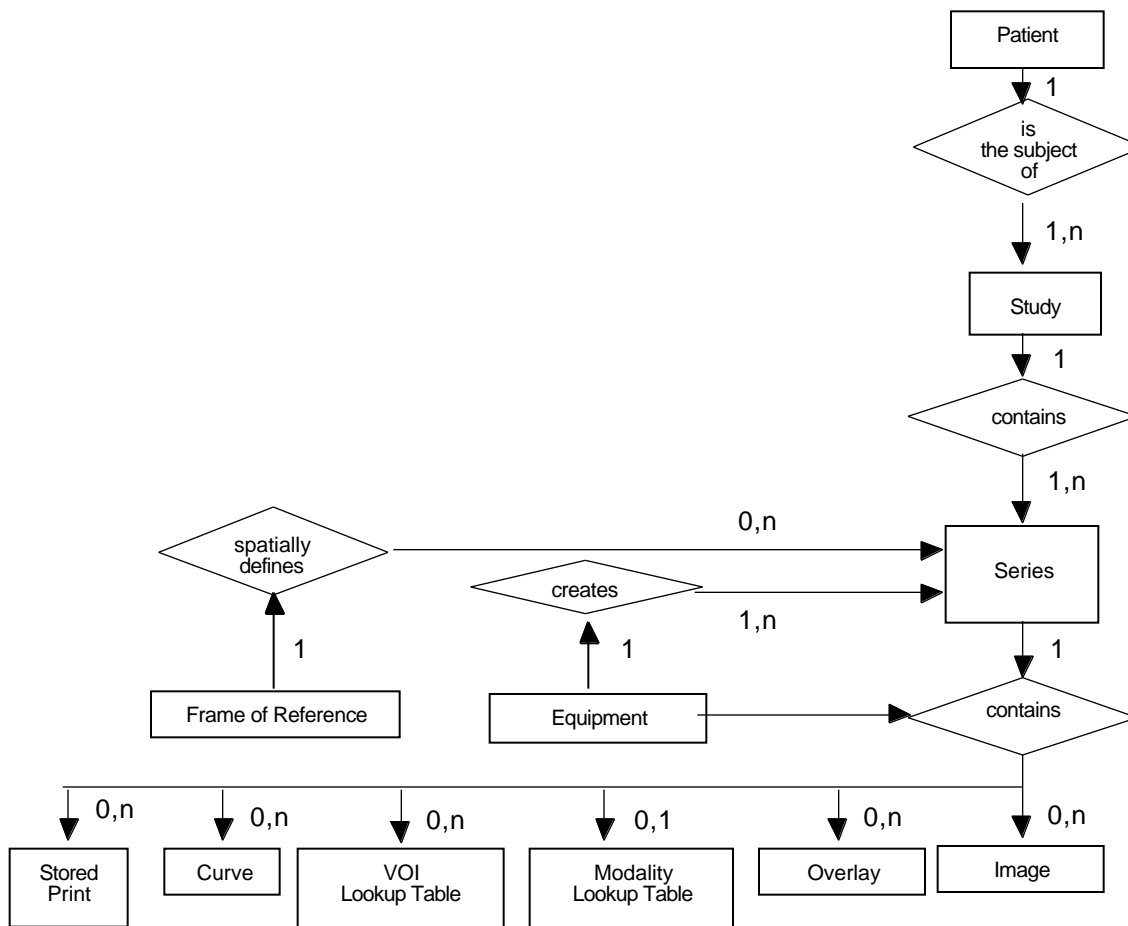 Patient
1
is
the subject
of
1,n
Study
1
contains
1,n
0,n
spatially
defines
Series
creates
1,n
1
1
1
Frame of Reference
Equipment
contains
0,n
0,n
0,n
0,1
0,n
0,n
Stored
Print
Curve
VOI
Lookup Table
Modality
Lookup Table
Overlay
Image